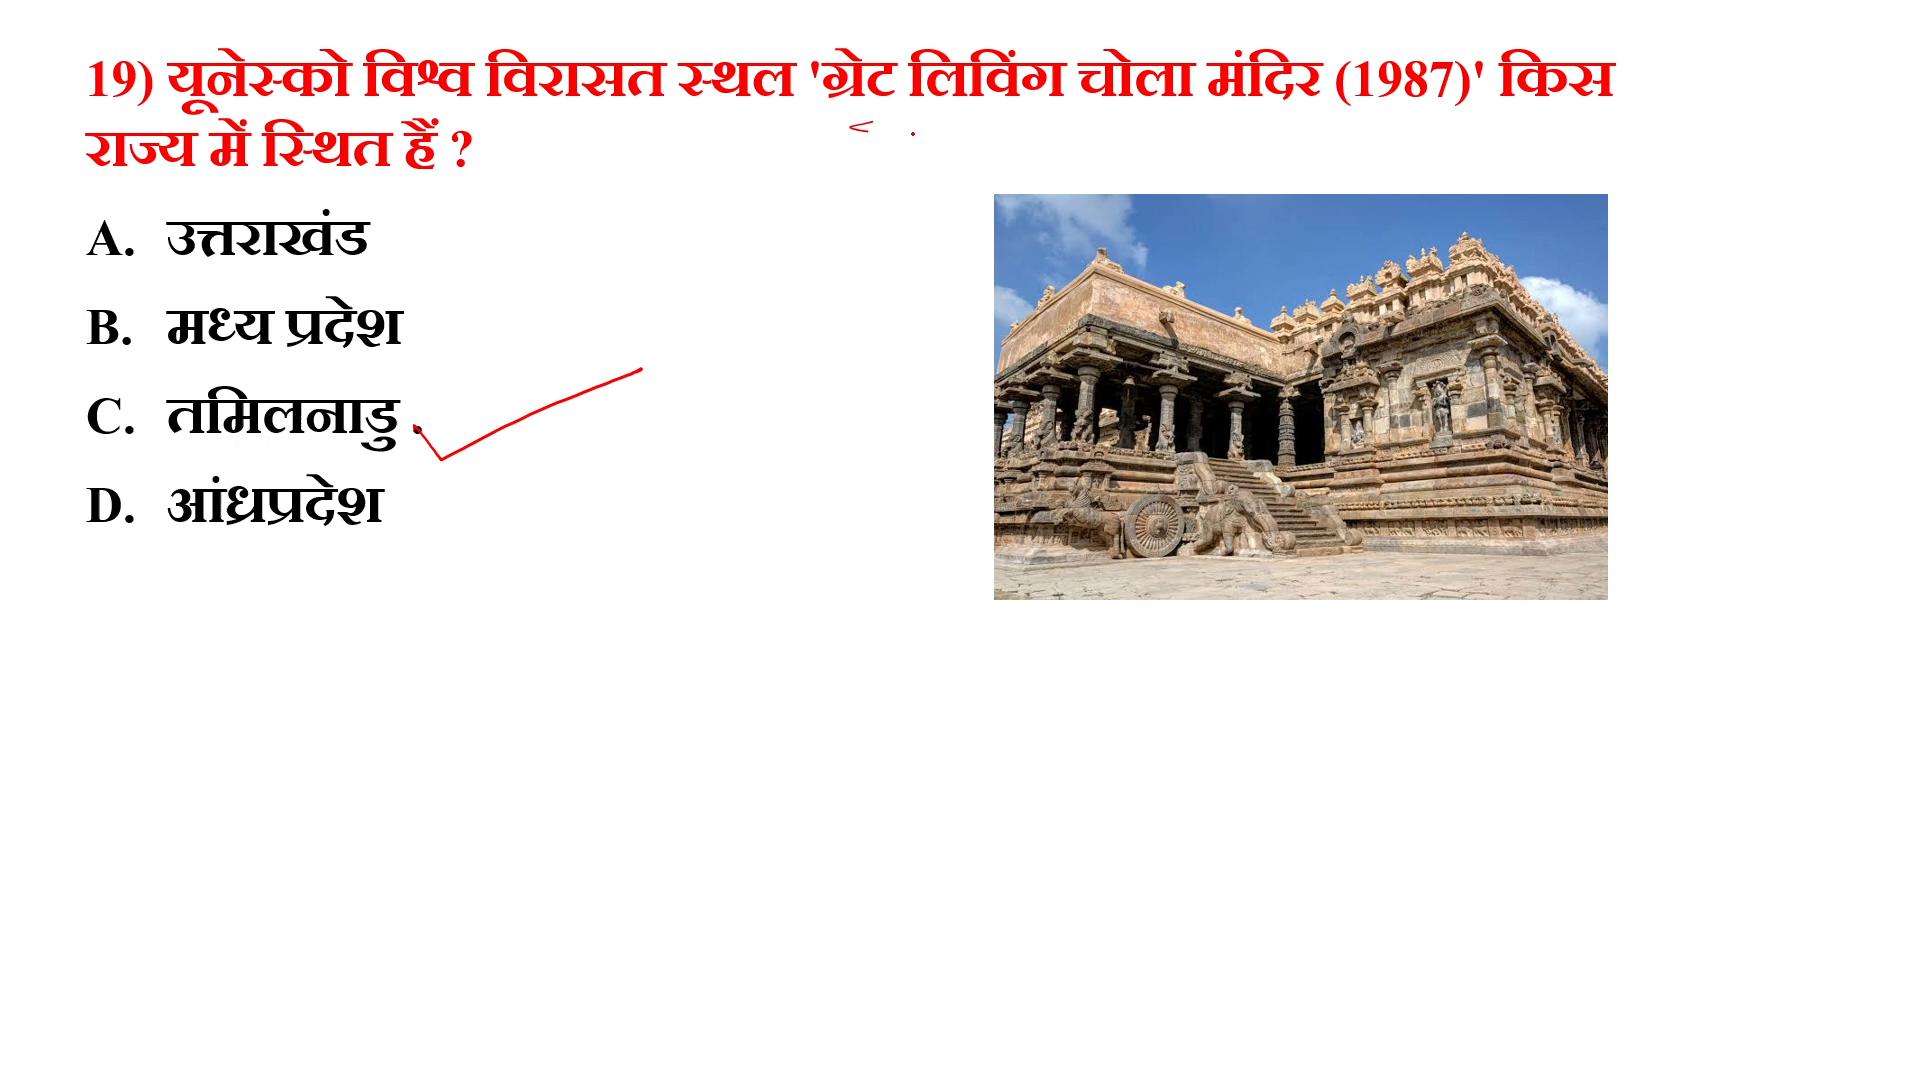 19) यूनेस्को विश्व विरासत स्थल 'ग्रेट लिविंग चोला मंदिर (1987)' किस
राज्य में स्थित हैं ?
A. उत्तराखंड
B. मध्य प्रदेश
C. तमिलनाडु .
D. आंध्रप्रदेश